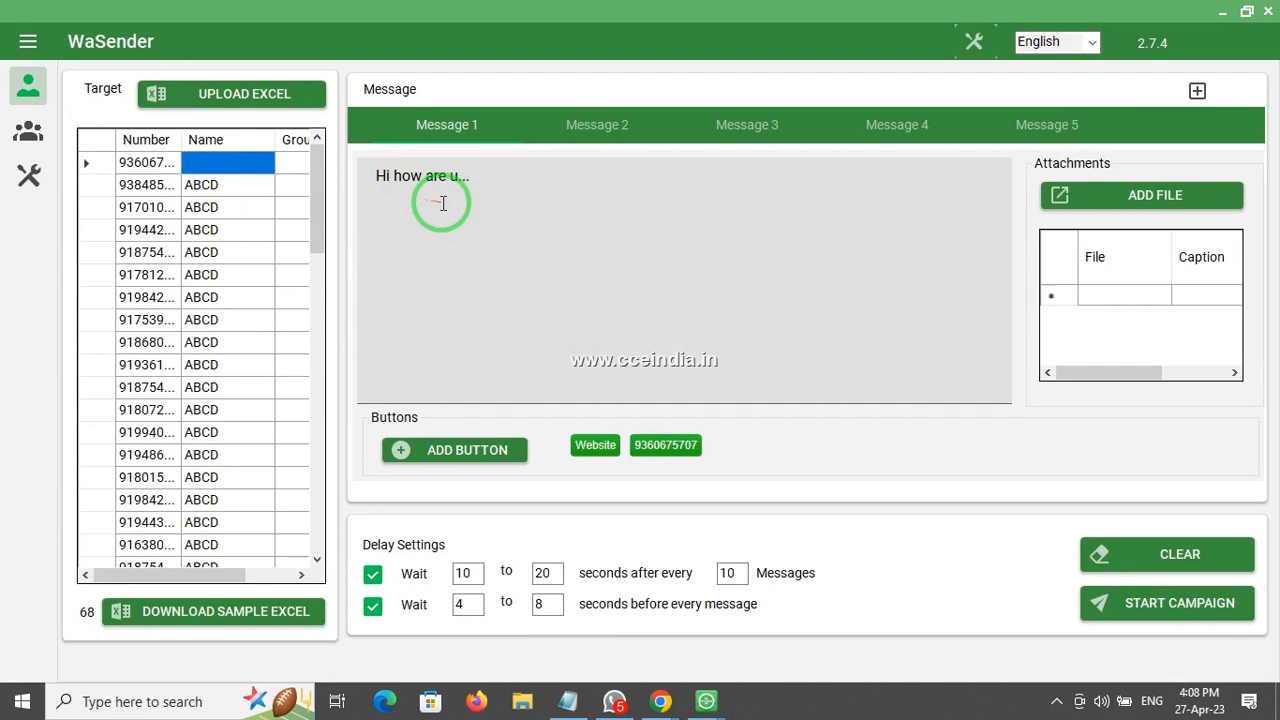 WaSender
English
2.7.4
Target
UPLOAD EXCEL
Number Name Grou
936067...
938485... ABCD
917010... ABCD
919442... ABCD
918754... ABCD
917812... ABCD
919842... ABCD
917539... ABCD
918680... ABCD
919361... ABCD
918754... ABCD
918072... ABCD
919940... ABCD
919486... ABCD
918015... ABCD
919842... ABCD
919443... ABCD
916380... ABCD
918754... ABCD
68 DOWNLOAD SAMPLE EXCEL
Message
Message 1 Message 2 Message 3 Message 4 Message 5
Hi how are u...
www.cceindia.in
Attachments
ADD FILE
File Caption
Buttons
ADD BUTTON Website 9360675707
Delay Settings
Wait 10 to 20 seconds after every 10 Messages
Wait 4 to 8 seconds before every message
CLEAR
START CAMPAIGN
Type here to search
5
ENG
4:08 PM
27-Apr-23